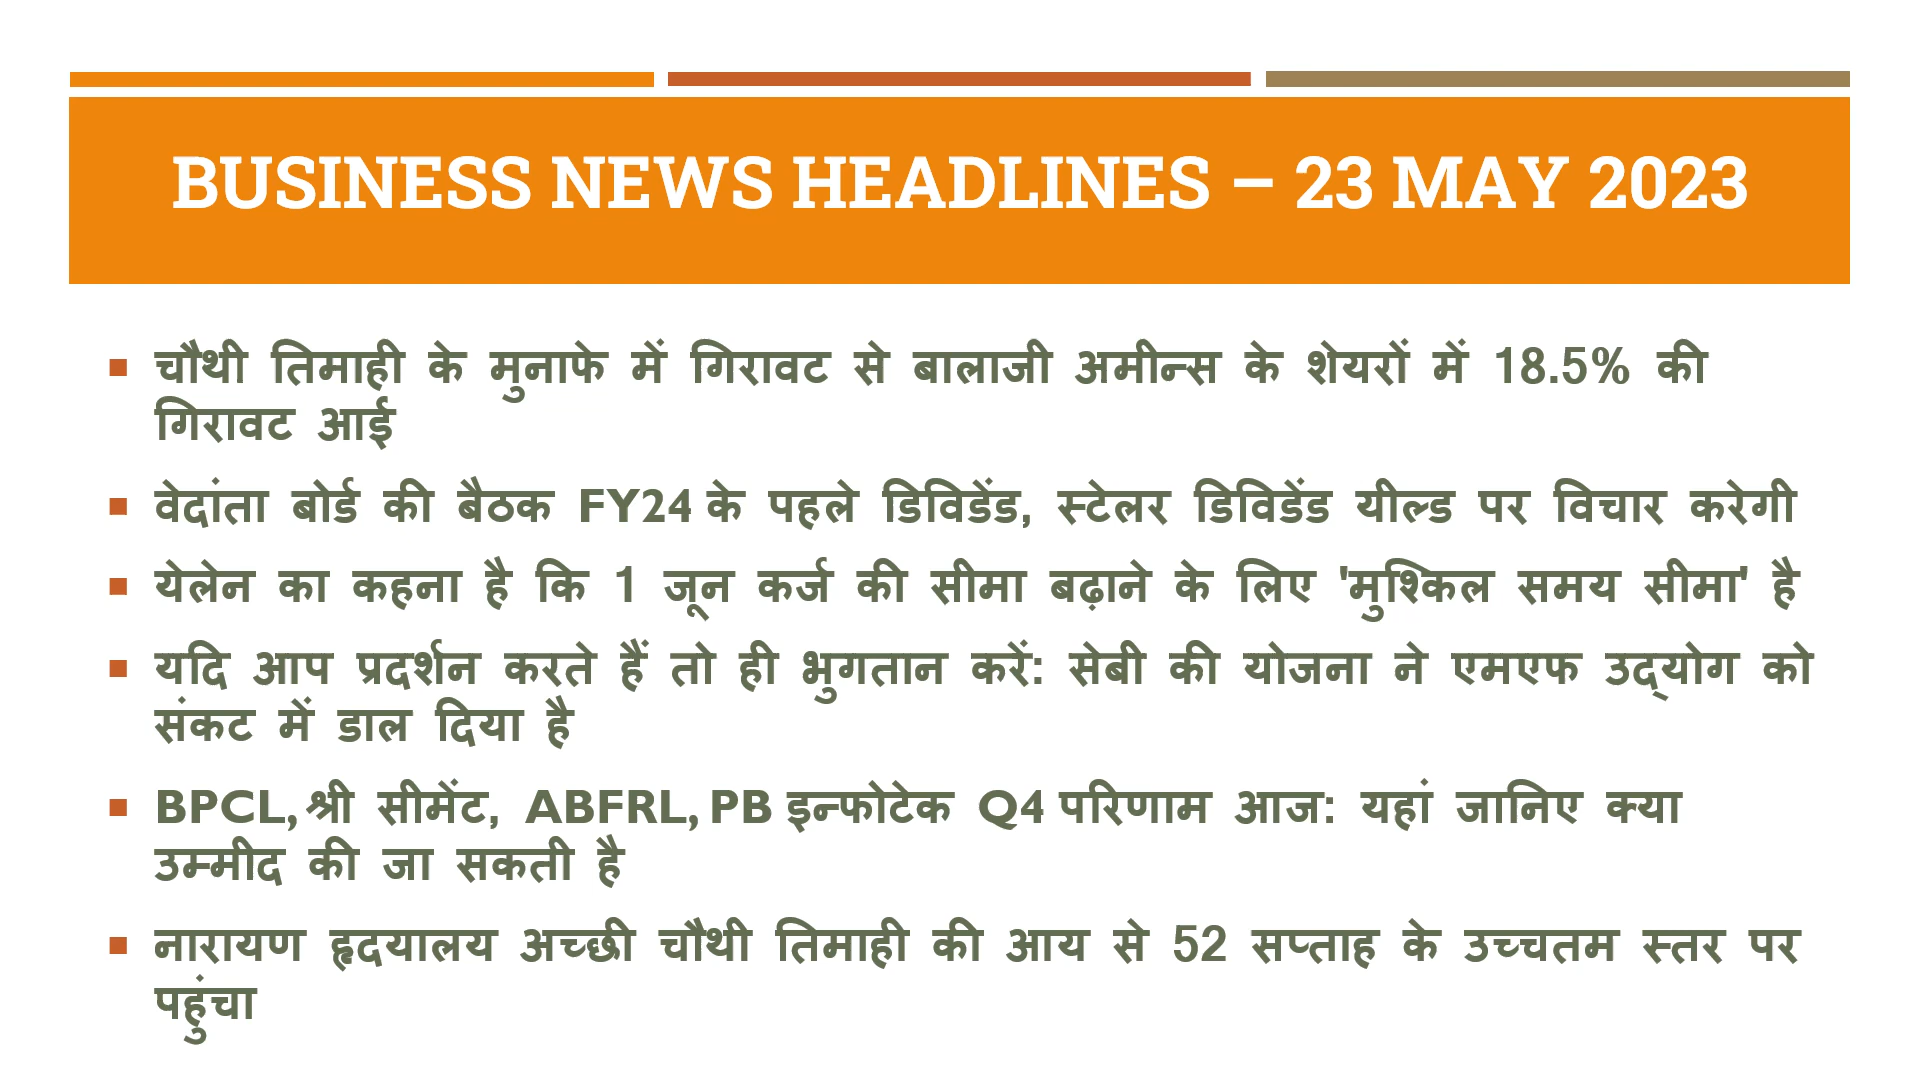 BUSINESS NEWS HEADLINES – 23 MAY 2023
चौथी तिमाही के मुनाफे में गिरावट से बालाजी अमीन्स के शेयरों में 18.5% की
गिरावट आई
वेदांता बोर्ड की बैठक FY24 के पहले डिविडेंड, स्टेलर डिविडेंड यील्ड पर विचार करेगी
येलेन का कहना है कि 1 जून कर्ज की सीमा बढ़ाने के लिए 'मुश्किल समय सीमा' है
यदि आप प्रदर्शन करते हैं तो ही भुगतान करें: सेबी की योजना ने एमएफ उद्योग को
संकट में डाल दिया है
BPCL, श्री सीमेंट, ABFRL, PB इन्फोटेक Q4 परिणाम आज: यहां जानिए क्या
उम्मीद की जा सकती है
नारायण हृदयालय अच्छी चौथी तिमाही की आय से 52 सप्ताह के उच्चतम स्तर पर
पहुंचा